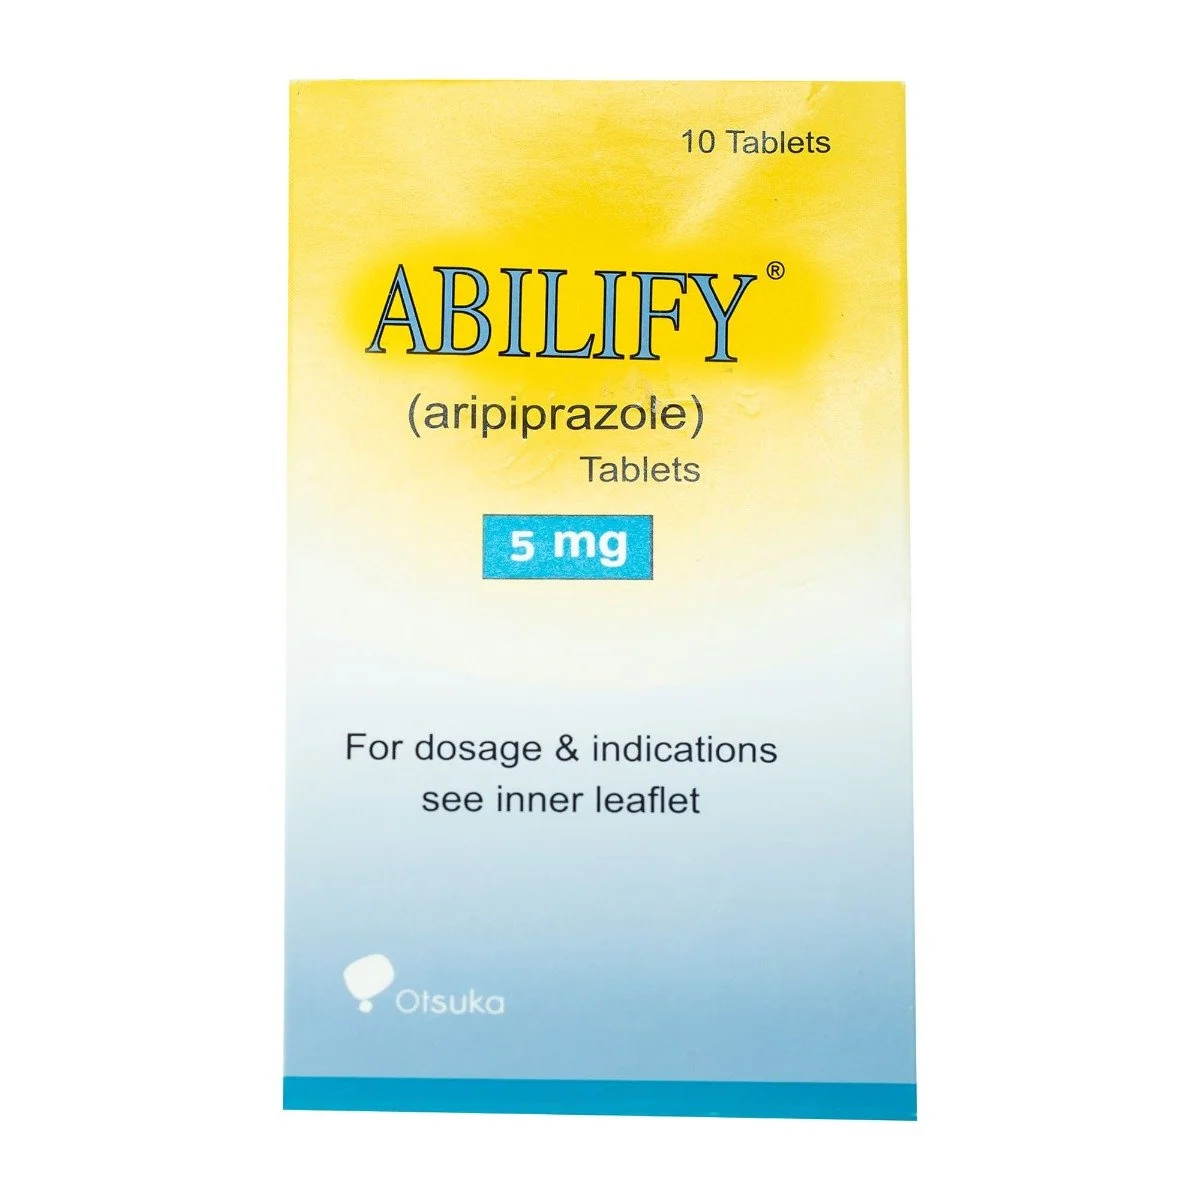 10 Tablets
ABILIFY®
(aripiprazole)
Tablets
5 mg
For dosage & indications
see inner leaflet
Otsuka